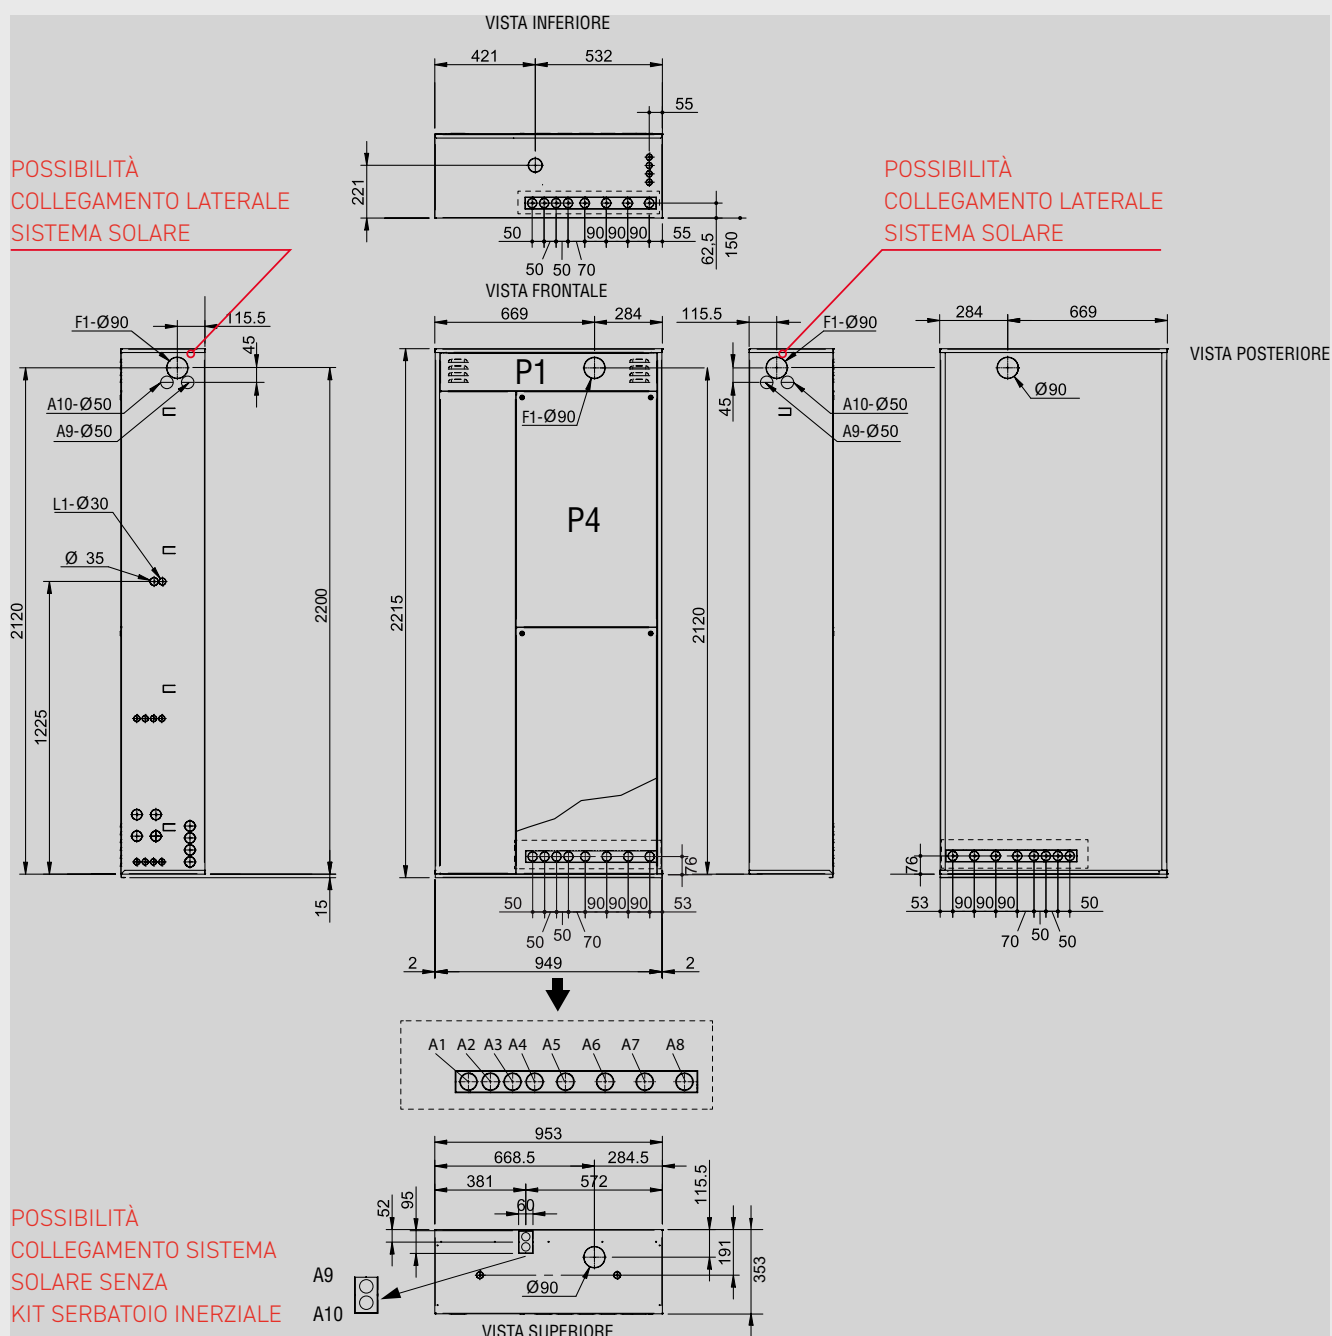 VISTA INFERIORE
421
532
55
221
50
90
90
90
55
50
50
70
62,5
150
POSSIBILITÀ
COLLEGAMENTO LATERALE
SISTEMA SOLARE
POSSIBILITÀ
COLLEGAMENTO LATERALE
SISTEMA SOLARE
VISTA FRONTALE
115.5
F1-Ø90
45
A10-Ø50
A9-Ø50
L1-Ø30
Ø 35
2120
1225
2200
15
669
284
P1
F1-Ø90
P4
2215
2120
76
50
90
90
90
53
50
50
70
2
949
2
115.5
F1-Ø90
45
A10-Ø50
A9-Ø50
284
669
VISTA POSTERIORE
Ø90
76
53
90
90
90
50
70
50
50
A1
A2
A3
A4
A5
A6
A7
A8
953
668.5
284.5
381
572
52
95
60
115.5
191
353
Ø90
POSSIBILITÀ
COLLEGAMENTO SISTEMA
SOLARE SENZA
KIT SERBATOIO INERZIALE
A9
A10
VISTA SUPERIORE